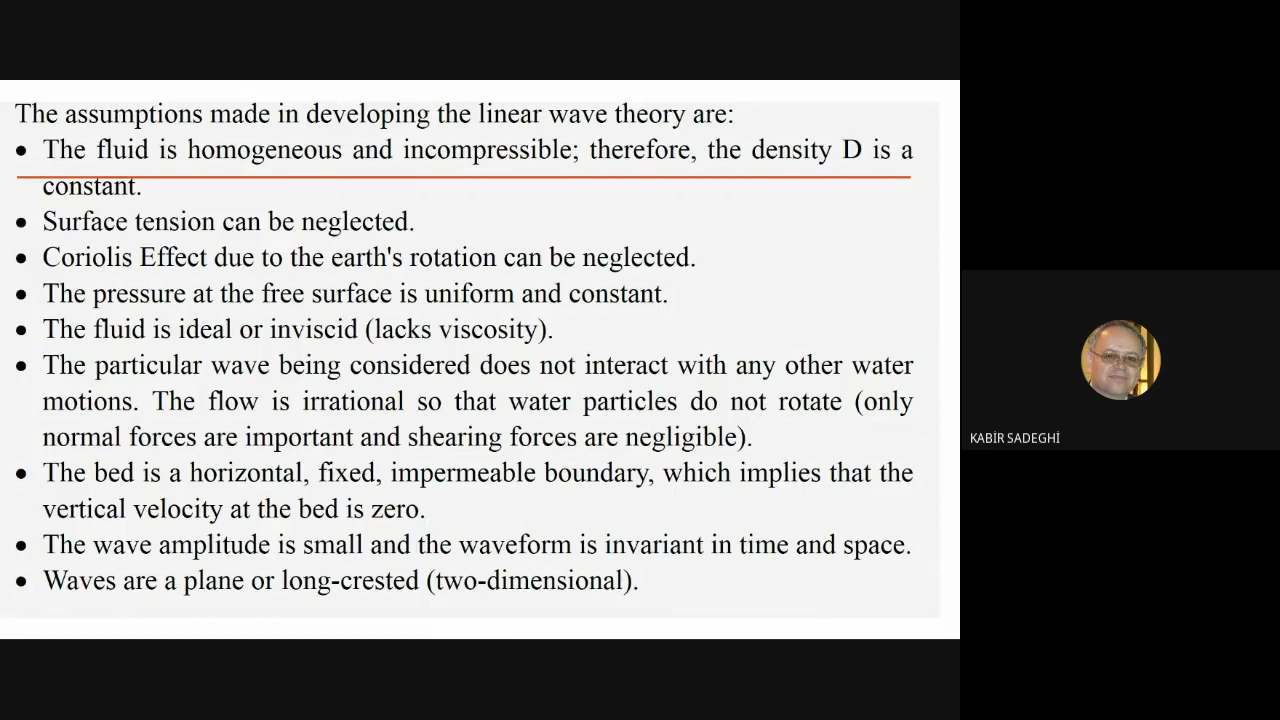 The assumptions made in developing the linear wave theory are:
• The fluid is homogeneous and incompressible; therefore, the density D is a
constant.
• Surface tension can be neglected.
• Coriolis Effect due to the earth's rotation can be neglected.
• The pressure at the free surface is uniform and constant.
• The fluid is ideal or inviscid (lacks viscosity).
• The particular wave being considered does not interact with any other water
motions. The flow is irrational so that water particles do not rotate (only
normal forces are important and shearing forces are negligible).
• The bed is a horizontal, fixed, impermeable boundary, which implies that the
vertical velocity at the bed is zero.
• The wave amplitude is small and the waveform is invariant in time and space.
• Waves are a plane or long-crested (two-dimensional).
KABİR SADEGHİ